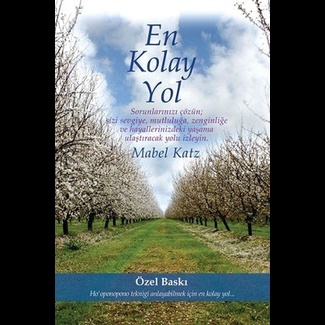 En
Kolay
Yol
Sorunlarınızı çözün;
sizi sevgiye, mutluluğa, zenginliğe
ve hayallerinizdeki yaşama
ulaştıracak yolu izleyin.
Mabel Katz
Özel Baskı
Ho'oponopono tekniği anlayabilmek için en kolay yol...